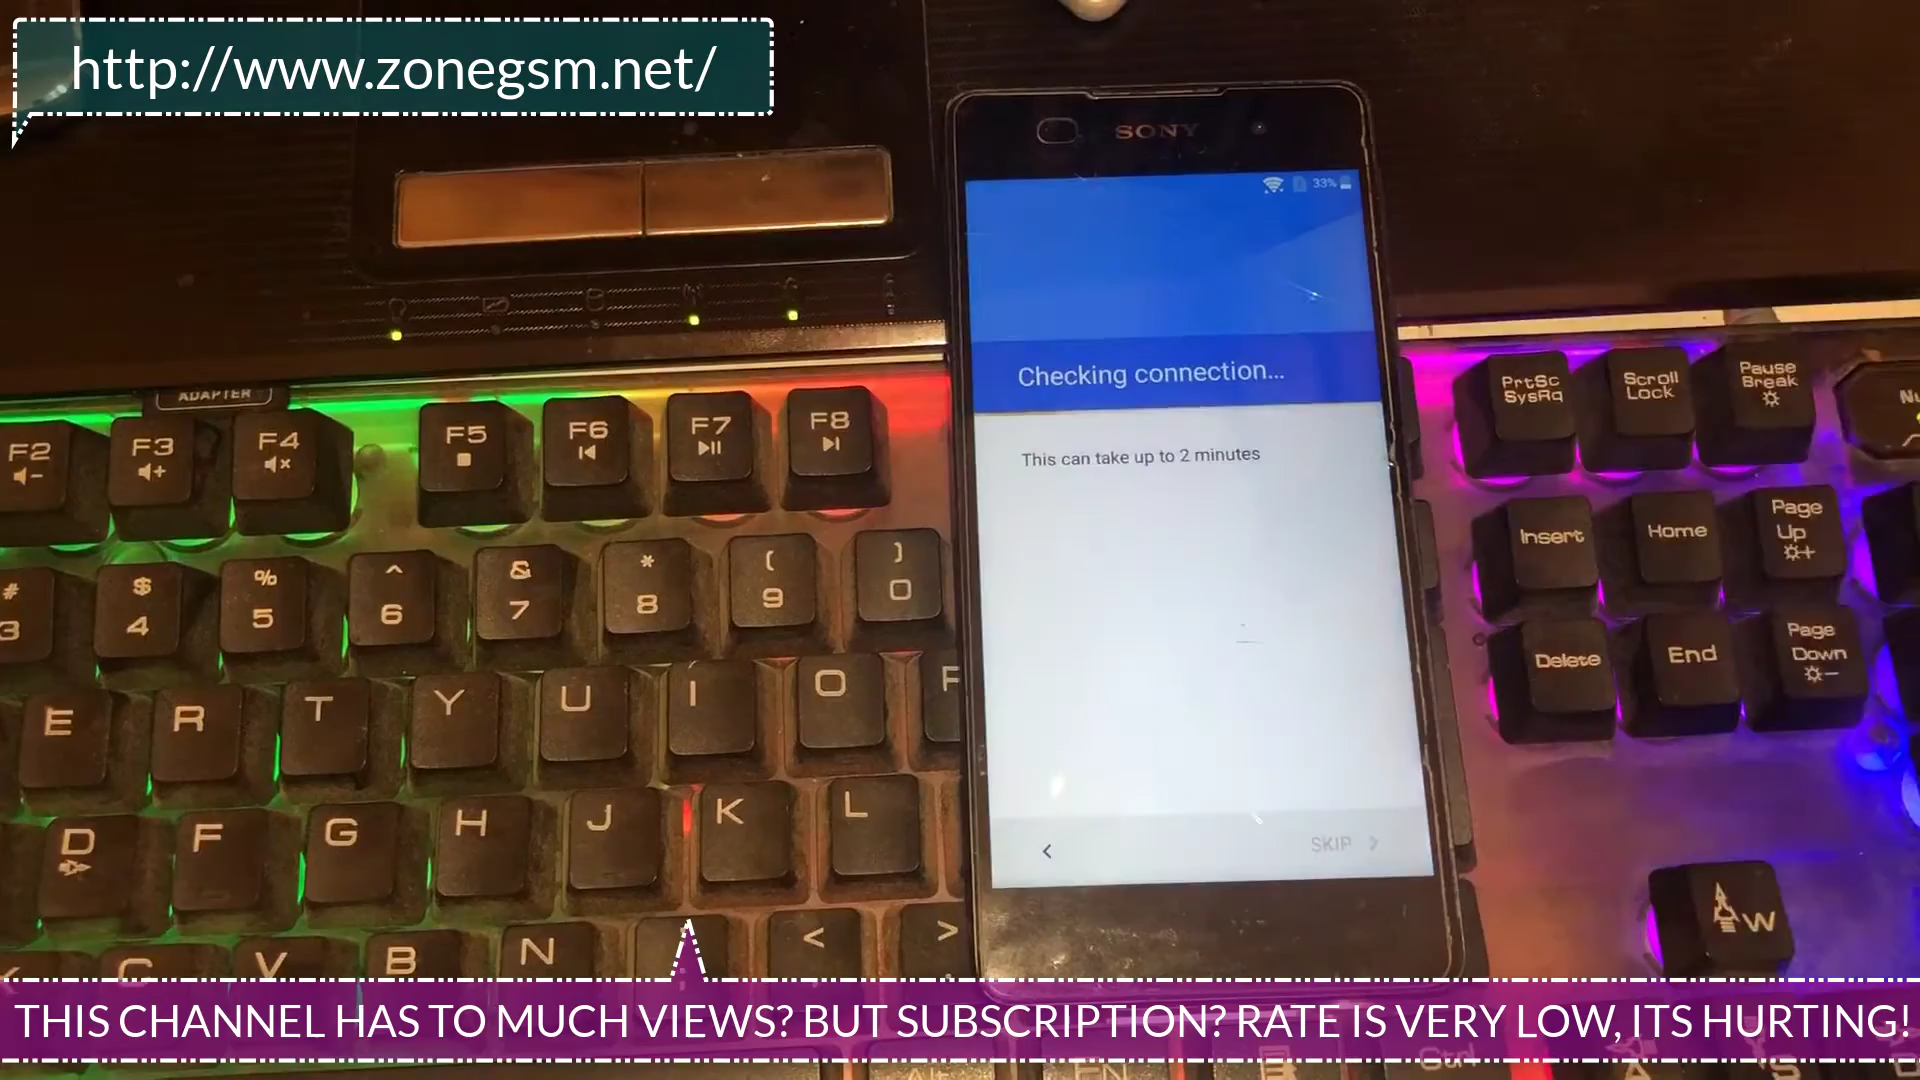 http://www.zonegsm.net/
SONY
33%
Checking connection...
This can take up to 2 minutes
SKIP
ADAPTER
F2
F3
F4
F5
F6
F7
F8
PrtSc
SysRq
Scroll
Lock
Pause
Break
#
3
$
4
%
5
^
6
&
7
*
8
(
9
)
0
Insert
Home
Page
Up
E
R
T
Y
U
I
O
Delete
End
Page
Down
D
F
G
H
J
K
L
W
C
V
B
N
<
>
THIS CHANNEL HAS TO MUCH VIEWS? BUT SUBSCRIPTION? RATE IS VERY LOW, ITS HURTING!
Ctrl
FN